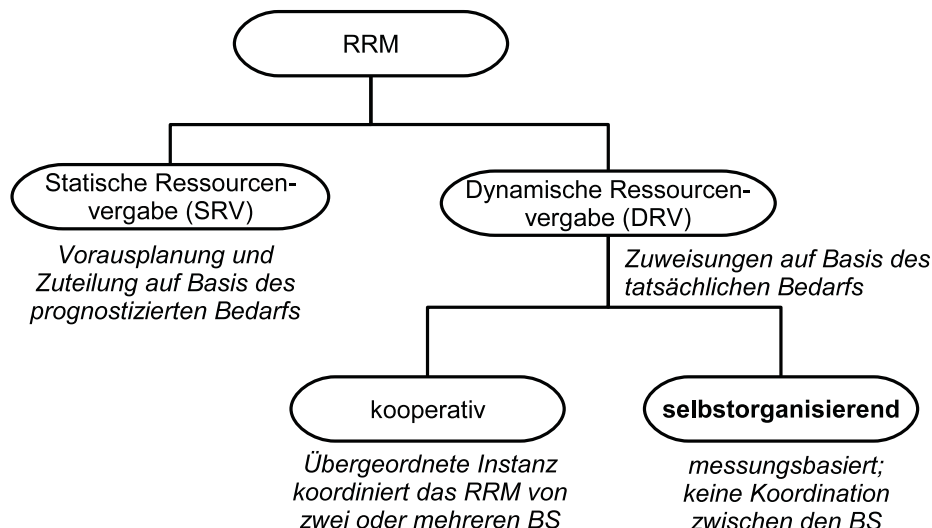 RRM
Statische Ressourcen-
vergabe (SRV)
Vorausplanung und
Zuteilung auf Basis des
prognostizierten Bedarfs
Dynamische Ressourcen-
vergabe (DRV)
Zuweisungen auf Basis des
tatsächlichen Bedarfs
kooperativ
Übergeordnete Instanz
koordiniert das RRM von
zwei oder mehreren BS
selbstorganisierend
messungsbasiert;
keine Koordination
zwischen den BS